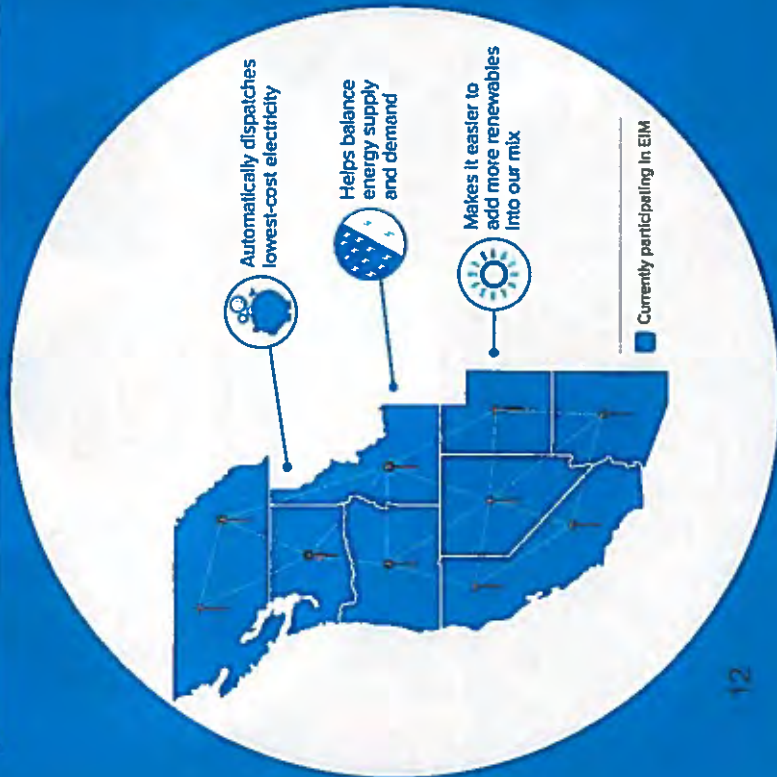 Automatically dispatches
lowest-cost electricity
Helps balance
energy supply
and demand
Makes it easier to
add more renewables
into our mix
Currently participating in EIM
12